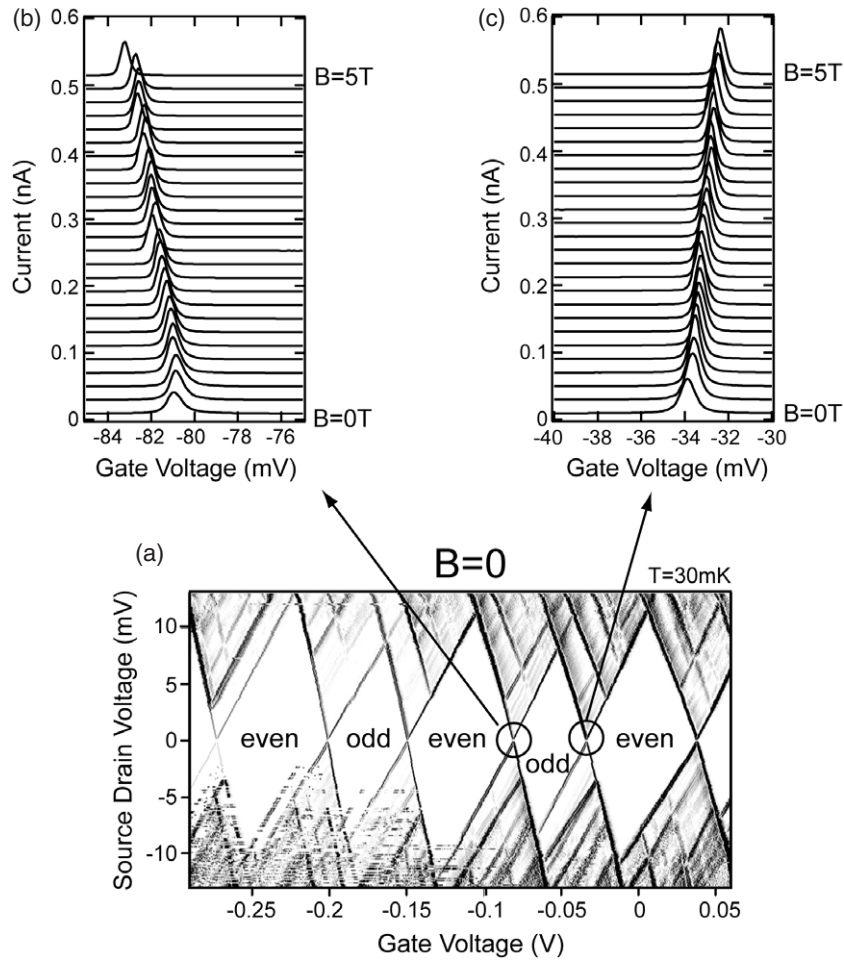 (b)
0.6
0.5
0.4
0.3
0.2
0.1
0
Current (nA)
B=5T
B=0T
-84 -82 -80 -78 -76
Gate Voltage (mV)
(c)
0.6
0.5
0.4
0.3
0.2
0.1
0
Current (nA)
B=5T
B=0T
-40 -38 -36 -34 -32 -30
Gate Voltage (mV)
(a)
B=0
T=30mK
Source Drain Voltage (mV)
10
5
0
-5
-10
even odd even odd even
-0.25 -0.2 -0.15 -0.1 -0.05 0 0.05
Gate Voltage (V)